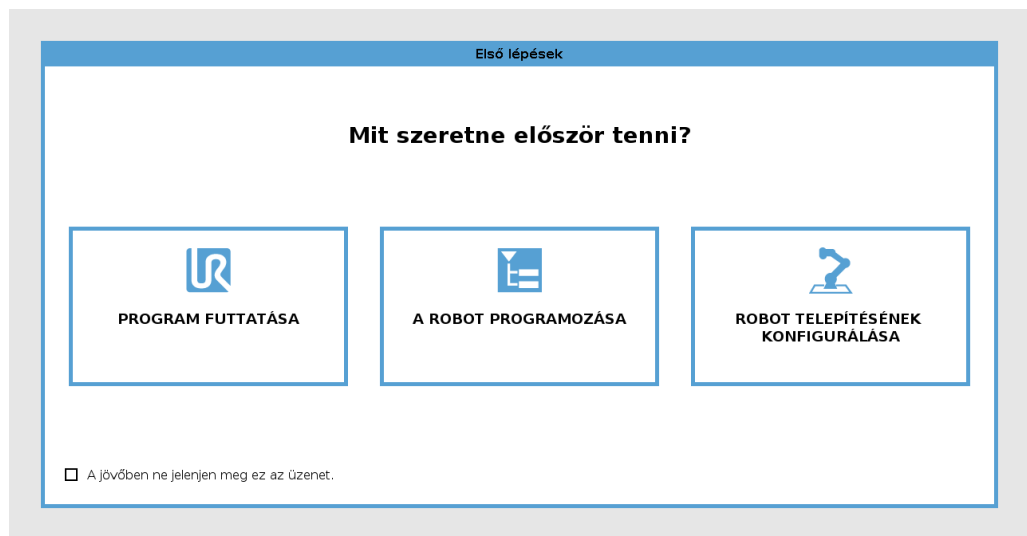 Első lépések
Mit szeretne először tenni?
PROGRAM FUTTATÁSA
A ROBOT PROGRAMOZÁSA
ROBOT TELEPÍTÉSÉNEK
KONFIGURÁLÁSA
A jövőben ne jelenjen meg ez az üzenet.